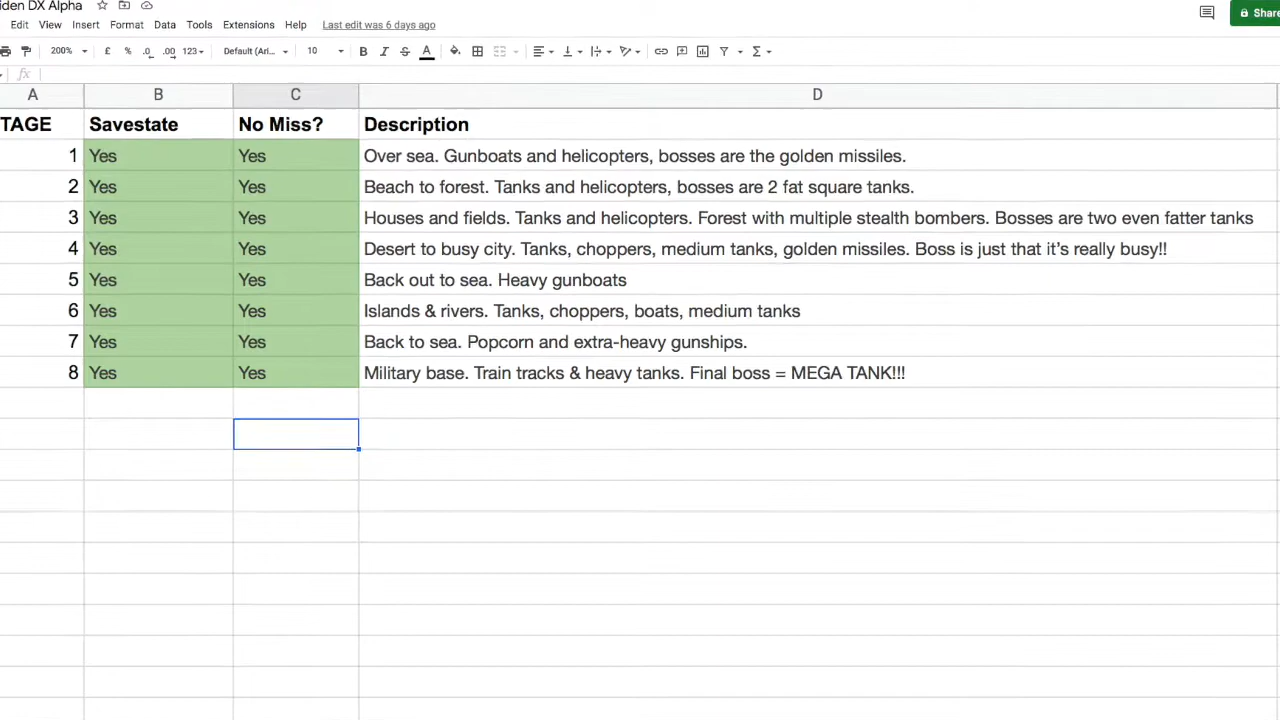 iden DX Alpha
Edit View Insert Format Data Tools Extensions Help Last edit was 6 days ago
Share
200% £ % .0 .00 123 Default (Ari... 10 B I S A
fx
A B C D
TAGE Savestate No Miss? Description
1 Yes Yes Over sea. Gunboats and helicopters, bosses are the golden missiles.
2 Yes Yes Beach to forest. Tanks and helicopters, bosses are 2 fat square tanks.
3 Yes Yes Houses and fields. Tanks and helicopters. Forest with multiple stealth bombers. Bosses are two even fatter tanks
4 Yes Yes Desert to busy city. Tanks, choppers, medium tanks, golden missiles. Boss is just that it’s really busy!!
5 Yes Yes Back out to sea. Heavy gunboats
6 Yes Yes Islands & rivers. Tanks, choppers, boats, medium tanks
7 Yes Yes Back to sea. Popcorn and extra-heavy gunships.
8 Yes Yes Military base. Train tracks & heavy tanks. Final boss = MEGA TANK!!!